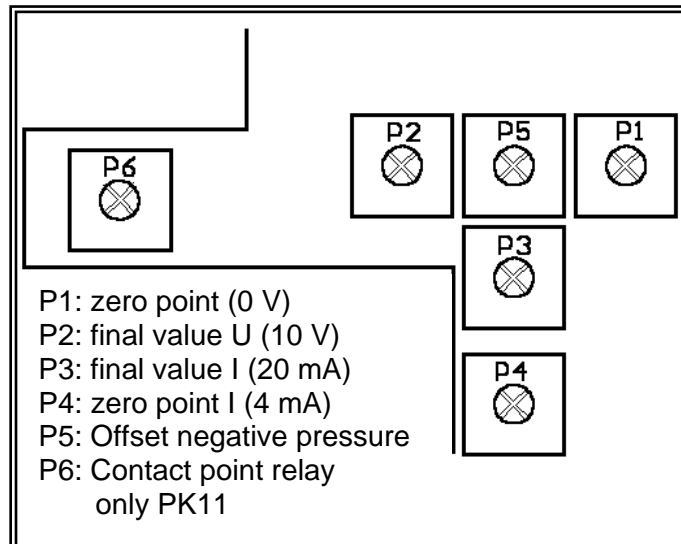 P2
P5
P1
P6
P3
P4
P1: zero point (0 V)
P2: final value U (10 V)
P3: final value I (20 mA)
P4: zero point I (4 mA)
P5: Offset negative pressure
P6: Contact point relay
only PK11